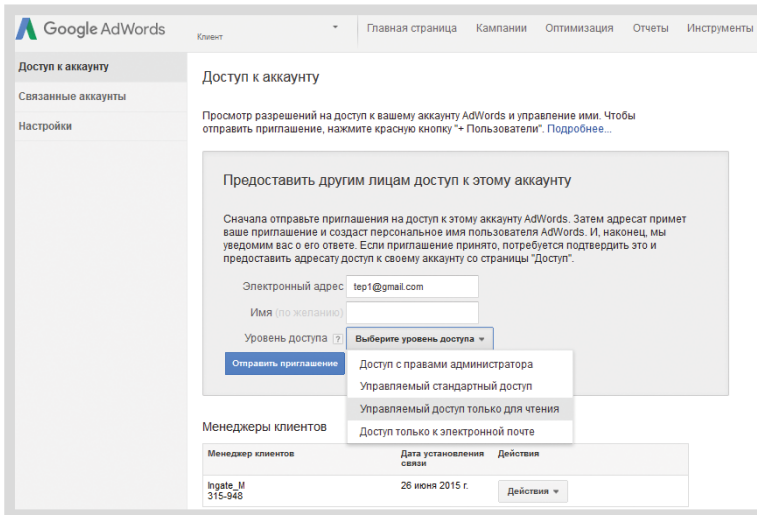 Google AdWords
Клиент
Главная страница Кампании Оптимизация Отчеты Инструменты
Доступ к аккаунту
Связанные аккаунты
Настройки
Доступ к аккаунту
Просмотр разрешений на доступ к вашему аккаунту AdWords и управление ими. Чтобы
отправить приглашение, нажмите красную кнопку "+ Пользователи". Подробнее...
Предоставить другим лицам доступ к этому аккаунту
Сначала отправьте приглашения на доступ к этому аккаунту AdWords. Затем адресат примет
ваше приглашение и создаст персональное имя пользователя AdWords. И, наконец, мы
уведомим вас о его ответе. Если приглашение принято, потребуется подтвердить это и
предоставить адресату доступ к своему аккаунту со страницы "Доступ".
Электронный адрес tep1@gmail.com
Имя (по желанию)
Уровень доступа ? Выберите уровень доступа
Отправить приглашение
Доступ с правами администратора
Управляемый стандартный доступ
Управляемый доступ только для чтения
Доступ только к электронной почте
Менеджеры клиентов
Менеджер клиентов Дата установления Действия
связи
Ingate_M 26 июня 2015 г. Действия
315-948